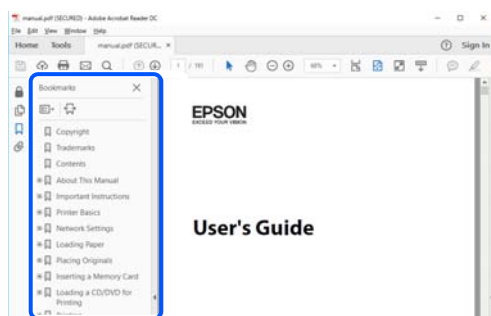 manual.pdf (SECURED) - Adobe Acrobat Reader DC
File Edit View Window Help
Home Tools manual.pdf (SECUR... ×
Sign In
1 / 191
Bookmarks
Copyright
Trademarks
Contents
About This Manual
Important Instructions
Printer Basics
Network Settings
Loading Paper
Placing Originals
Inserting a Memory Card
Loading a CD/DVD for
Printing
EPSON
EXCEED YOUR VISION
User's Guide